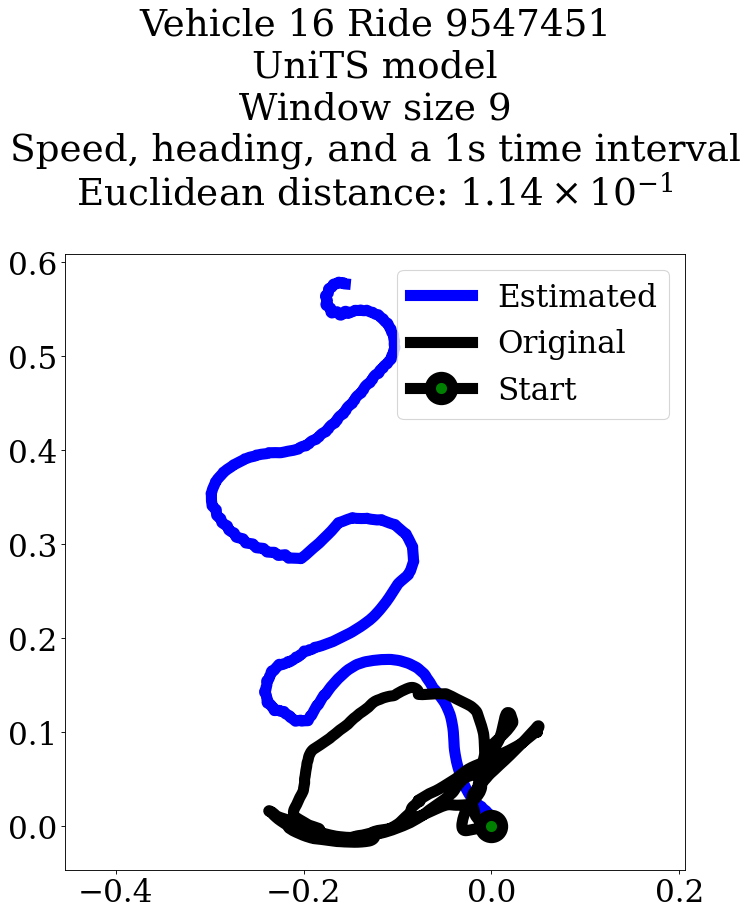 Vehicle 16 Ride 9547451
UniTS model
Window size 9
Speed, heading, and a 1s time interval
Euclidean distance: 1.14 × 10⁻¹
Estimated
Original
Start
0.6
0.5
0.4
0.3
0.2
0.1
0.0
−0.4 −0.2 0.0 0.2